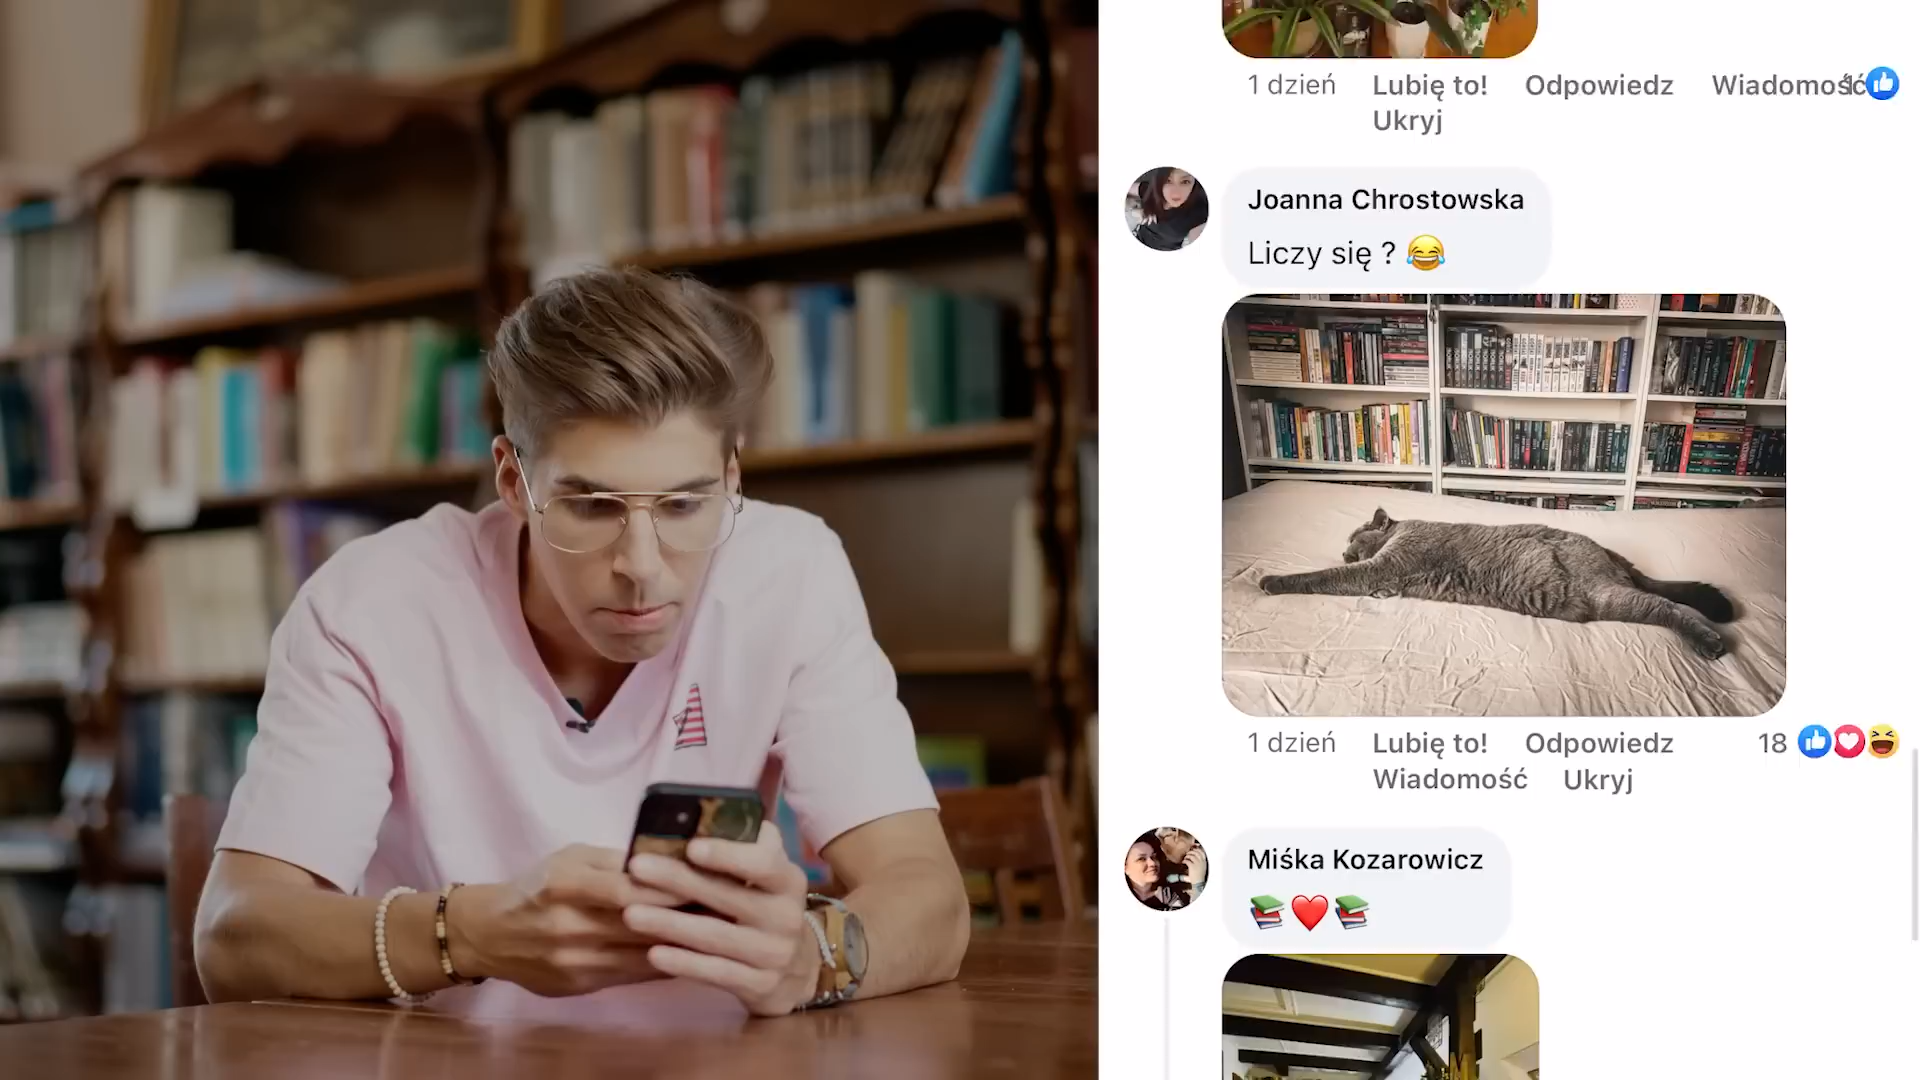 1 dzień Lubię to! Odpowiedz Wiadomość 1
Ukryj
Joanna Chrostowska
Liczy się ? 😂
1 dzień Lubię to! Odpowiedz 18
Wiadomość Ukryj
Miśka Kozarowicz
📚❤️📚